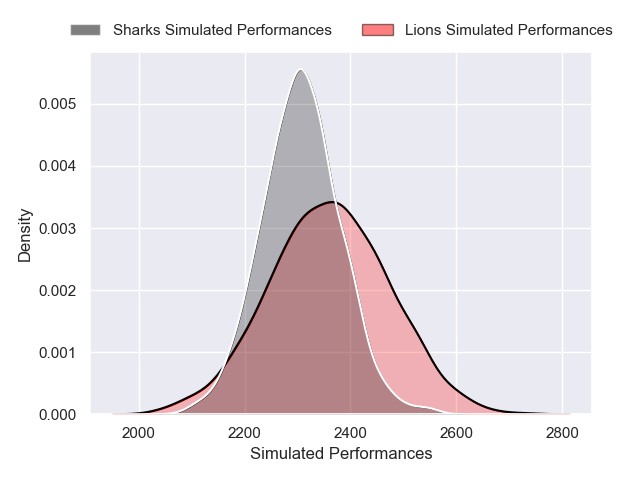 Sharks Simulated Performances Lions Simulated Performances
Density
0.005
0.004
0.003
0.002
0.001
0.000
2000 2200 2400 2600 2800
Simulated Performances